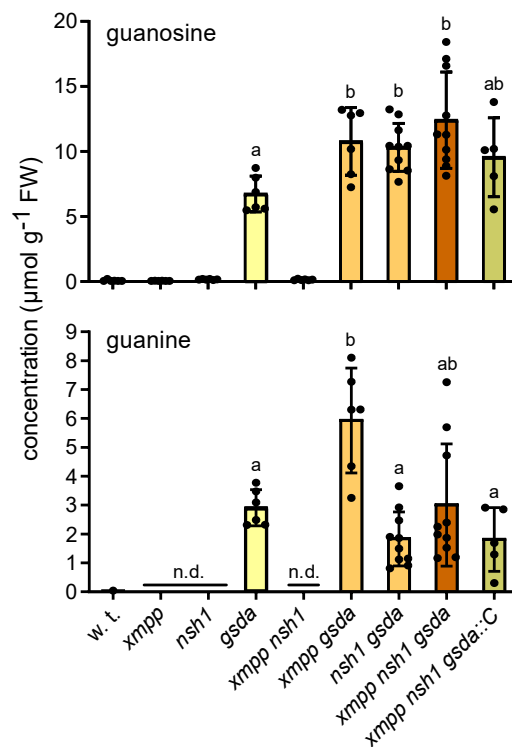 concentration (µmol g⁻¹ FW)
guanosine
20
15
10
5
0
a
b
b
b
ab
guanine
9
8
7
6
5
4
3
2
1
0
n.d.
a
n.d.
b
a
ab
a
w. t.
xmpp
nsh1
gsda
xmpp nsh1
xmpp gsda
nsh1 gsda
xmpp nsh1 gsda
xmpp nsh1 gsda::C